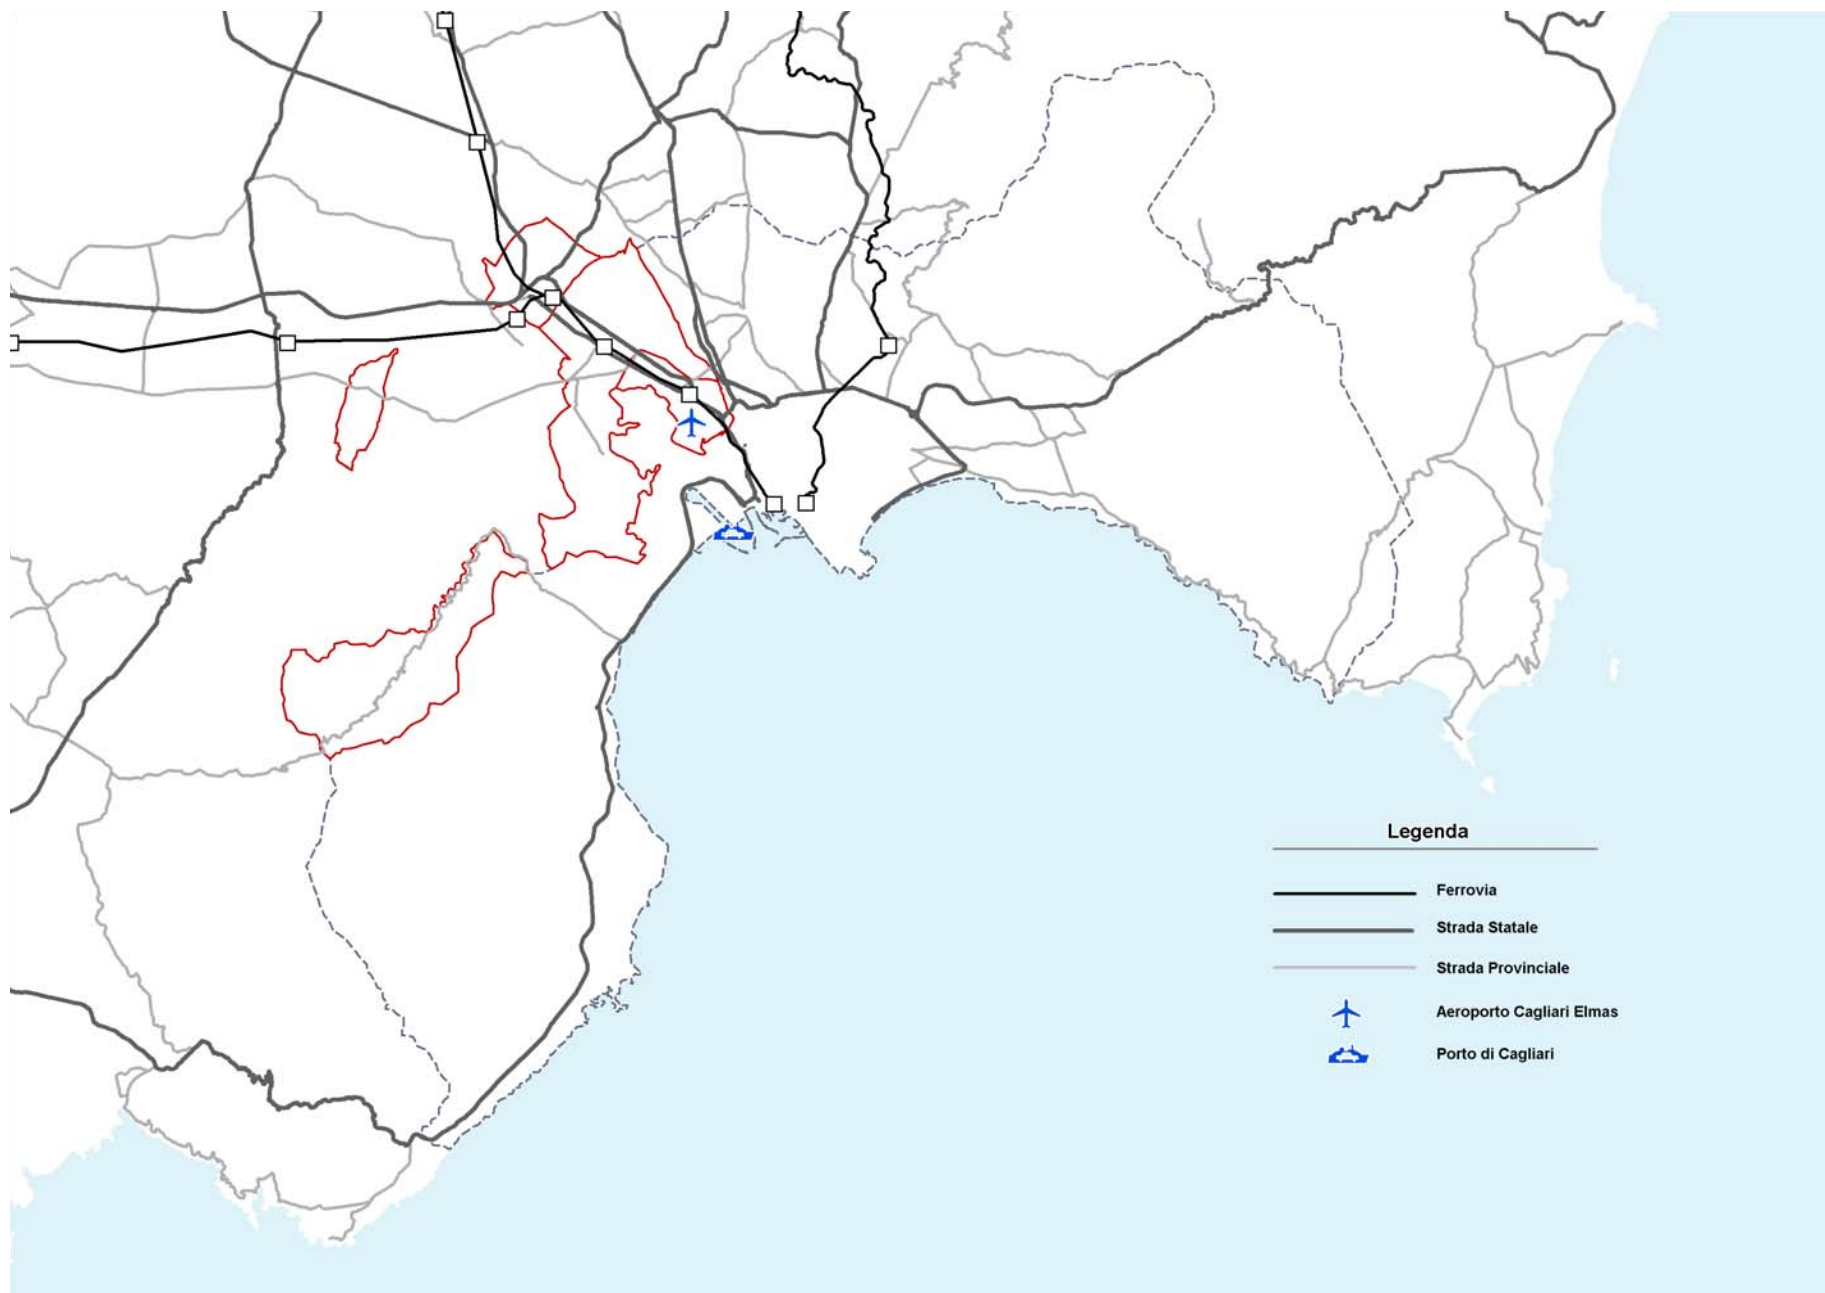 Legenda
Ferrovia
Strada Statale
Strada Provinciale
Aeroporto Cagliari Elmas
Porto di Cagliari